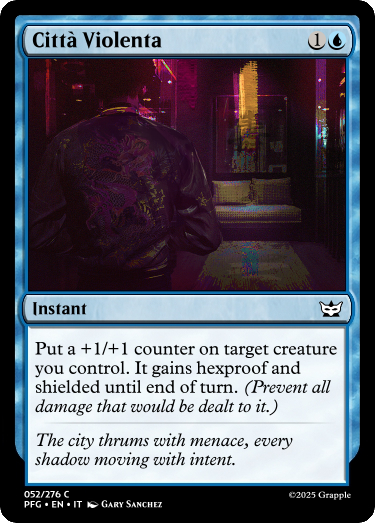 Città Violenta
1
Instant
Put a +1/+1 counter on target creature
you control. It gains hexproof and
shielded until end of turn. (Prevent all
damage that would be dealt to it.)
The city thrums with menace, every
shadow moving with intent.
052/276 C
PFG • EN • IT Gary Sanchez
©2025 Grapple